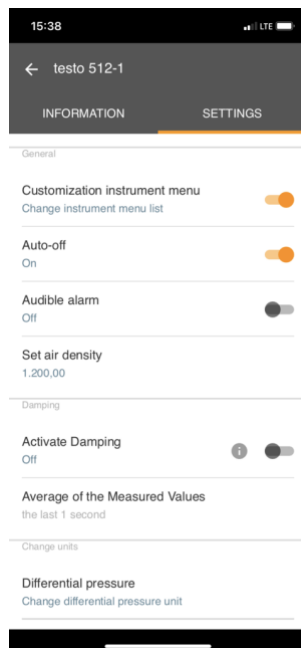 15:38
LTE
testo 512-1
INFORMATION
SETTINGS
General
Customization instrument menu
Change instrument menu list
Auto-off
On
Audible alarm
Off
Set air density
1.200,00
Damping
Activate Damping
Off
i
Average of the Measured Values
the last 1 second
Change units
Differential pressure
Change differential pressure unit